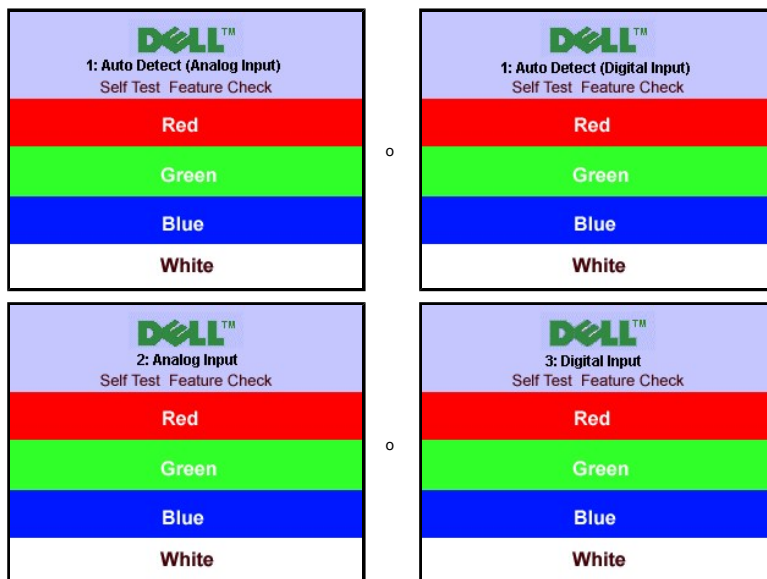 DELL™
1: Auto Detect (Analog Input)
Self Test Feature Check
Red
Green
Blue
White
o
DELL™
1: Auto Detect (Digital Input)
Self Test Feature Check
Red
Green
Blue
White
DELL™
2: Analog Input
Self Test Feature Check
Red
Green
Blue
White
o
DELL™
3: Digital Input
Self Test Feature Check
Red
Green
Blue
White